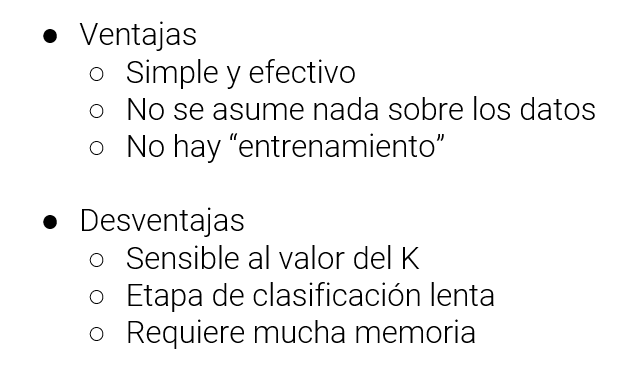 ● Ventajas
○ Simple y efectivo
○ No se asume nada sobre los datos
○ No hay “entrenamiento”
● Desventajas
○ Sensible al valor del K
○ Etapa de clasificación lenta
○ Requiere mucha memoria